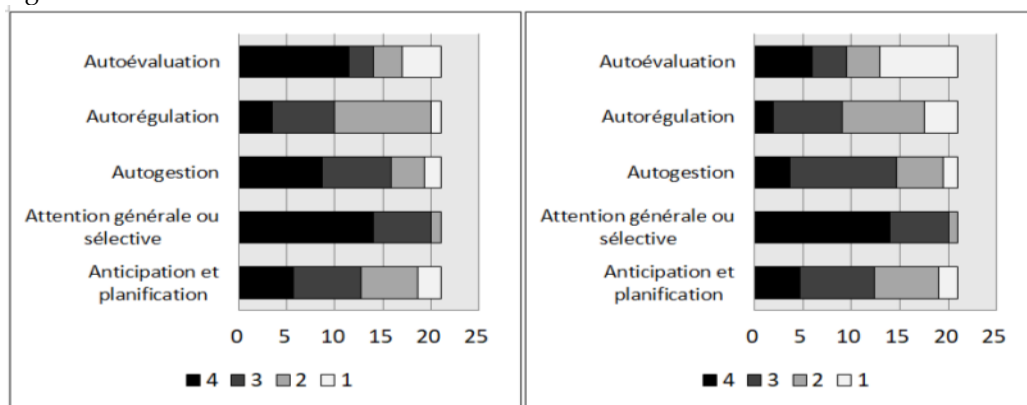 Autoévaluation
Autorégulation
Autogestion
Attention générale ou
sélective
Anticipation et
planification
0 5 10 15 20 25
4 3 2 1
Autoévaluation
Autorégulation
Autogestion
Attention générale ou
sélective
Anticipation et
planification
0 5 10 15 20 25
4 3 2 1